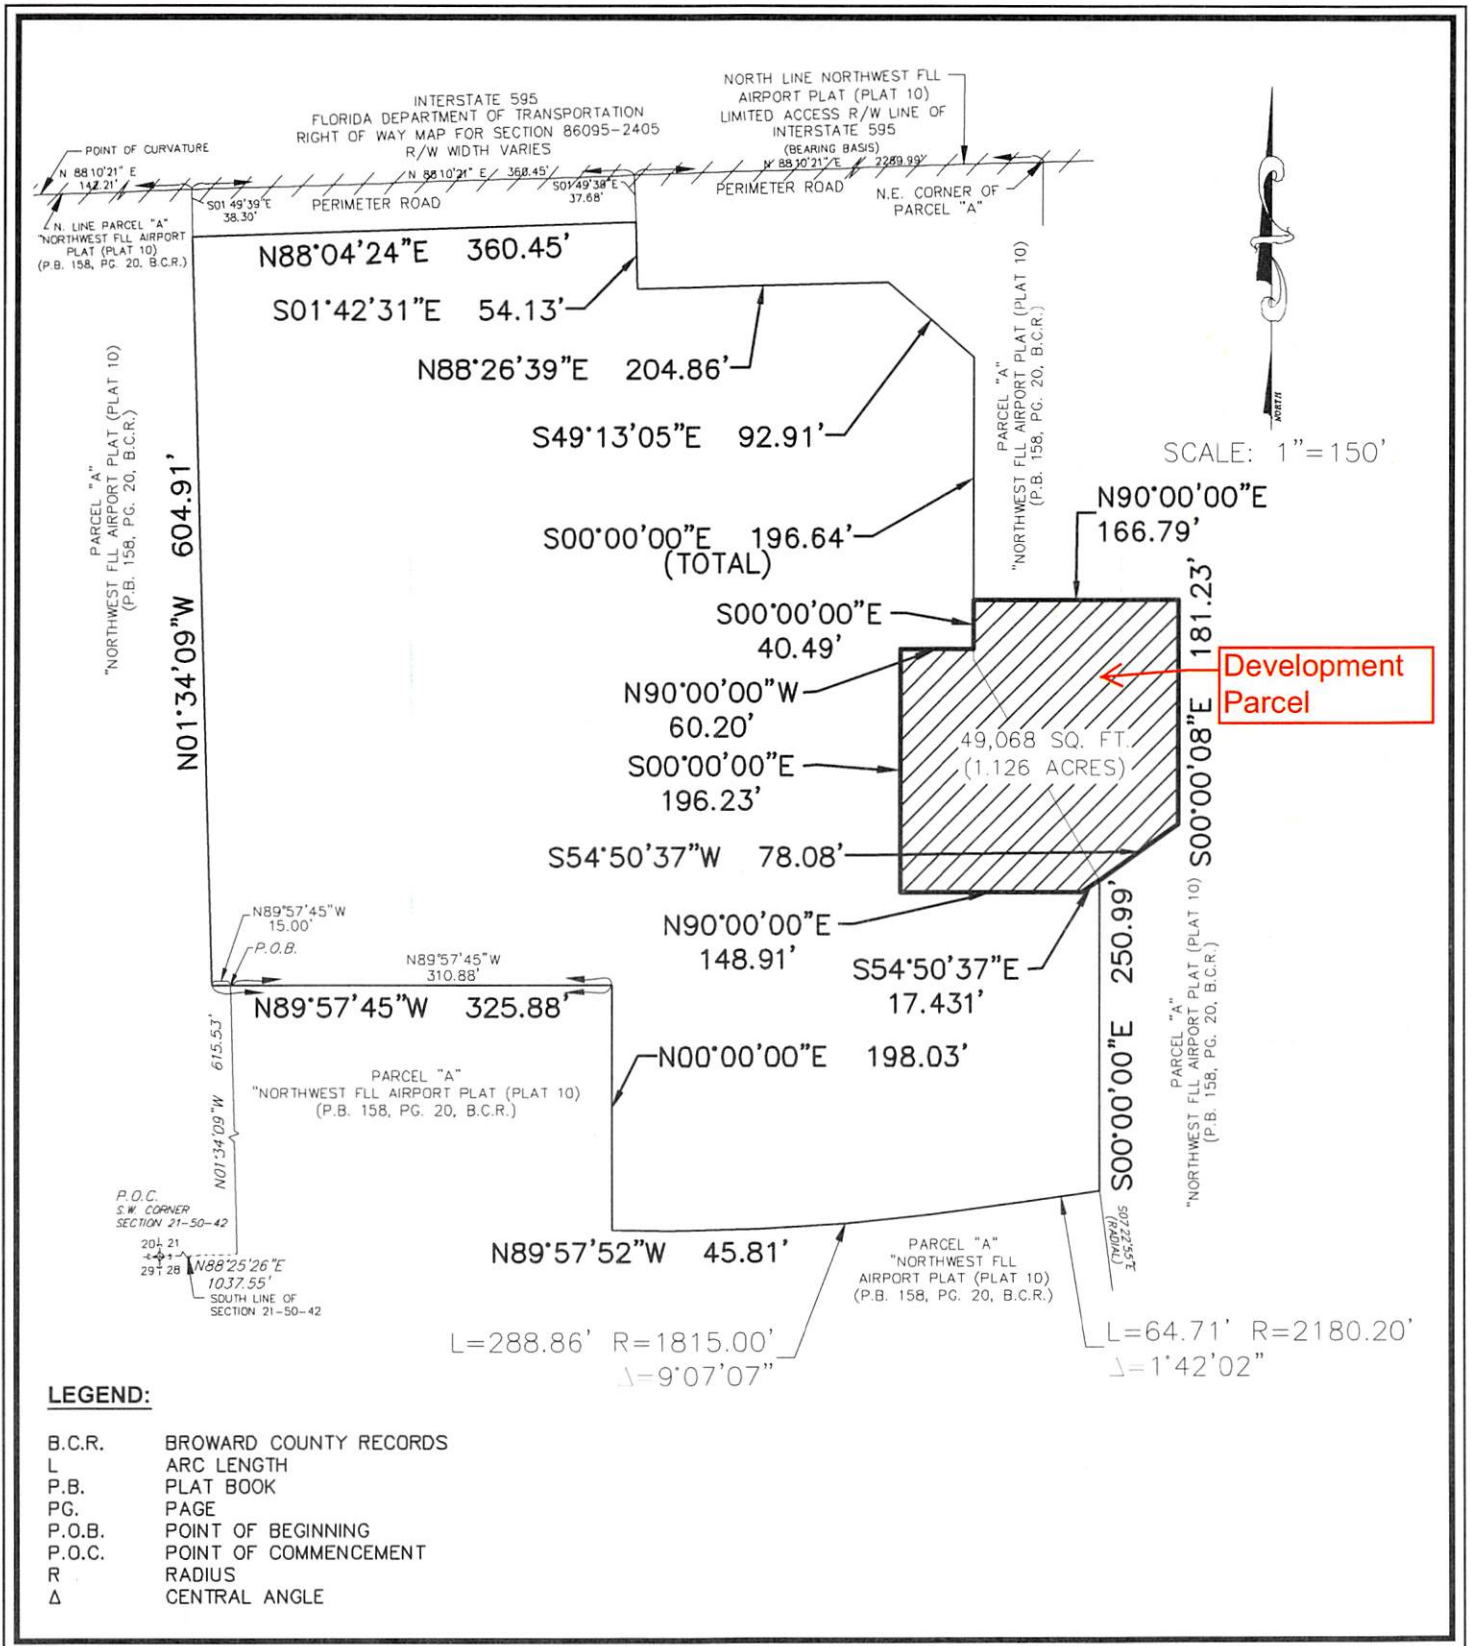 INTERSTATE 595
FLORIDA DEPARTMENT OF TRANSPORTATION
RIGHT OF WAY MAP FOR SECTION 86095-2405
R/W WIDTH VARIES
NORTH LINE NORTHWEST FLL
AIRPORT PLAT (PLAT 10)
LIMITED ACCESS R/W LINE OF
INTERSTATE 595
(BEARING BASIS)
N 88°10'21" E 2289.99'
POINT OF CURVATURE
N 88°10'21" E
142.21'
N 88°10'21" E 360.45'
S01°49'39"E
38.30'
PERIMETER ROAD
S01°49'39"E
37.68'
PERIMETER ROAD
N.E. CORNER OF
PARCEL "A"
N. LINE PARCEL "A"
"NORTHWEST FLL AIRPORT
PLAT (PLAT 10)
(P.B. 158, PG. 20, B.C.R.)
N88°04'24"E 360.45'
S01°42'31"E 54.13'
N88°26'39"E 204.86'
S49°13'05"E 92.91'
S00°00'00"E 196.64'
(TOTAL)
PARCEL "A"
"NORTHWEST FLL AIRPORT PLAT (PLAT 10)
(P.B. 158, PG. 20, B.C.R.)
N01°34'09"W 604.91'
PARCEL "A"
"NORTHWEST FLL AIRPORT PLAT (PLAT 10)
(P.B. 158, PG. 20, B.C.R.)
NORTH
SCALE: 1"=150'
N90°00'00"E
166.79'
S00°00'00"E
40.49'
N90°00'00"W
60.20'
S00°00'00"E
196.23'
49,068 SQ. FT.
(1.126 ACRES)
S00°00'08"E 181.23'
Development
Parcel
S54°50'37"W 78.08'
N90°00'00"E
148.91'
S54°50'37"E
17.431'
N89°57'45"W
15.00'
P.O.B.
N89°57'45"W
310.88'
N89°57'45"W 325.88'
N00°00'00"E 198.03'
S00°00'00"E 250.99'
PARCEL "A"
"NORTHWEST FLL AIRPORT PLAT (PLAT 10)
(P.B. 158, PG. 20, B.C.R.)
PARCEL "A"
"NORTHWEST FLL AIRPORT PLAT (PLAT 10)
(P.B. 158, PG. 20, B.C.R.)
N01°34'09"W 615.53'
P.O.C.
S.W. CORNER
SECTION 21-50-42
20 21
29 28
N88°25'26"E
1037.55'
SOUTH LINE OF
SECTION 21-50-42
N89°57'52"W 45.81'
PARCEL "A"
"NORTHWEST FLL
AIRPORT PLAT (PLAT 10)
(P.B. 158, PG. 20, B.C.R.)
S07°22'55"E
(RADIAL)
L=288.86' R=1815.00'
Δ=9°07'07"
L=64.71' R=2180.20'
Δ=1°42'02"
LEGEND:
B.C.R. BROWARD COUNTY RECORDS
L ARC LENGTH
P.B. PLAT BOOK
PG. PAGE
P.O.B. POINT OF BEGINNING
P.O.C. POINT OF COMMENCEMENT
R RADIUS
Δ CENTRAL ANGLE